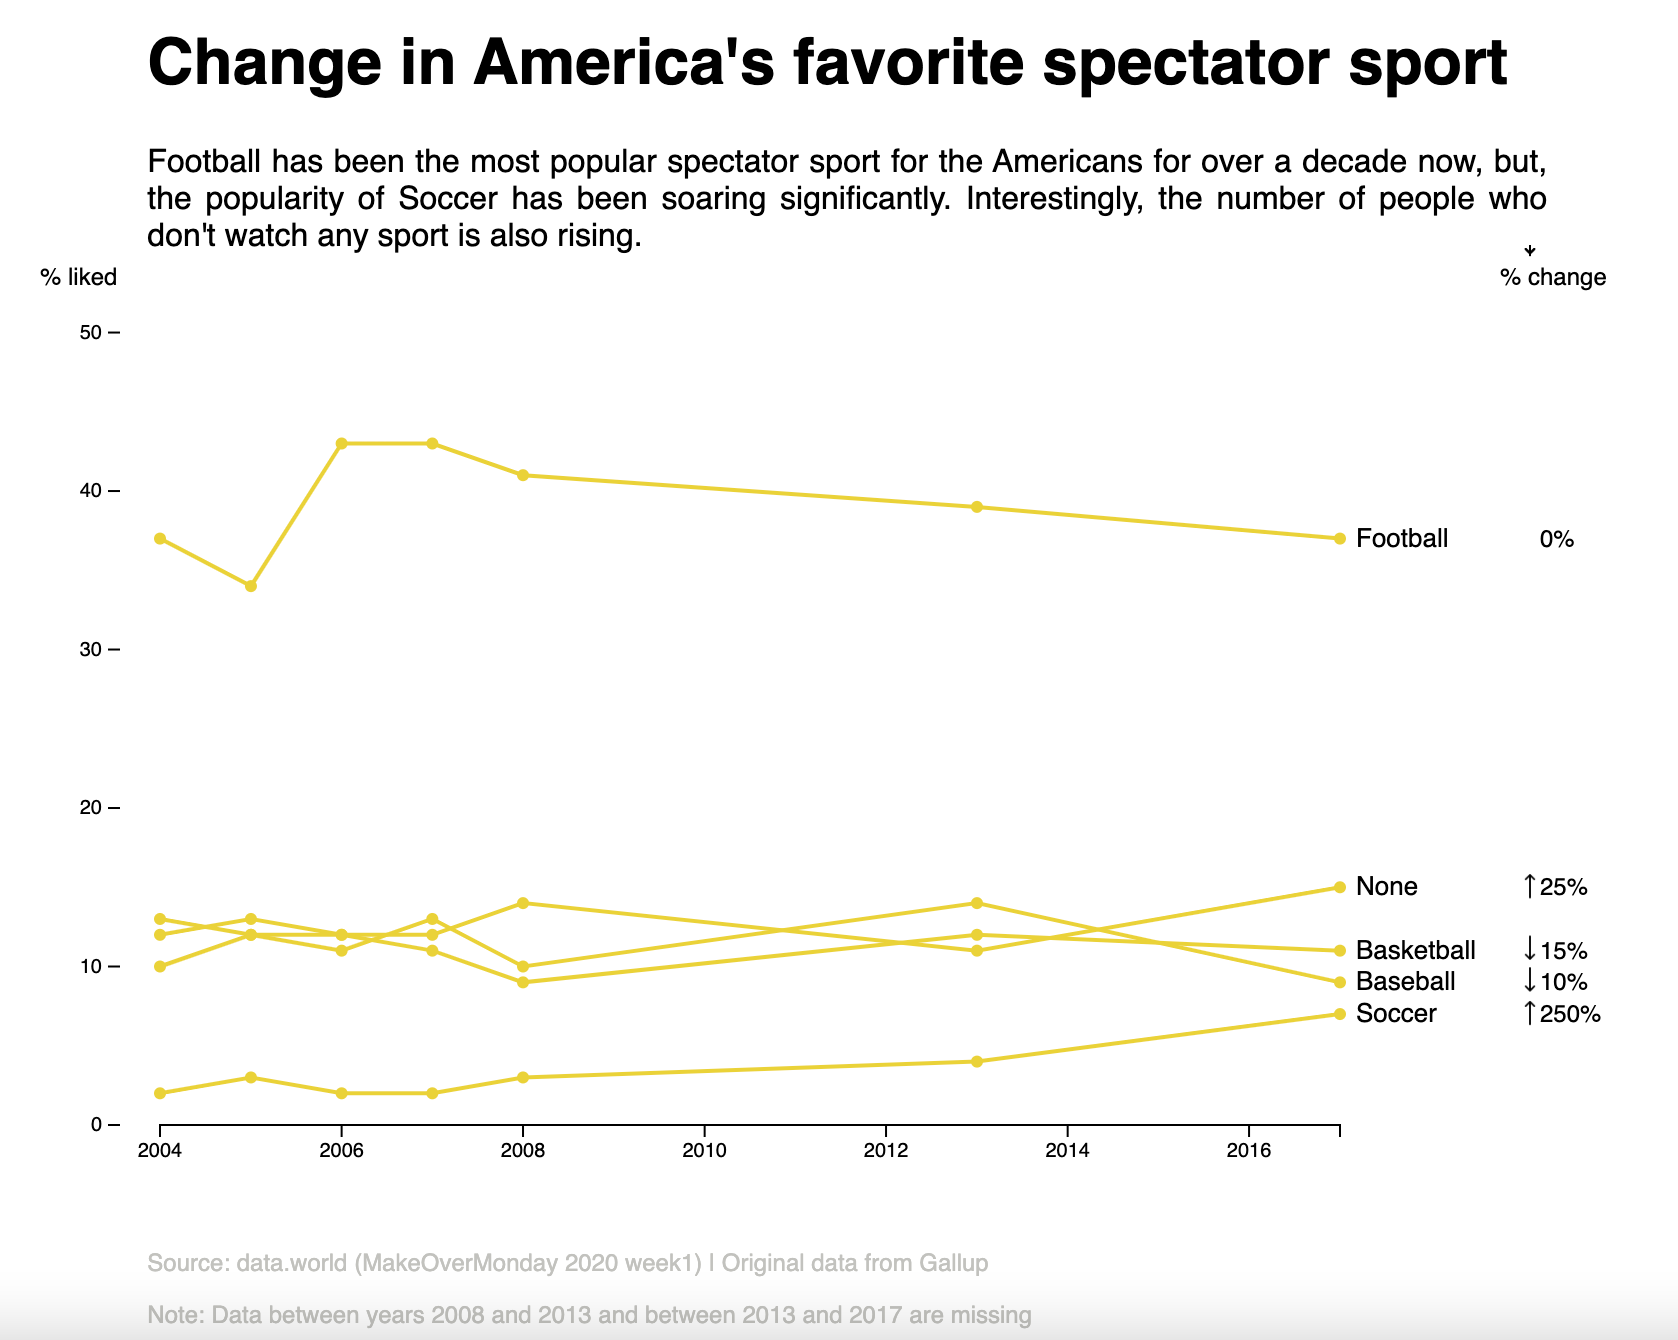 Change in America's favorite spectator sport
Football has been the most popular spectator sport for the Americans for over a decade now, but,
the popularity of Soccer has been soaring significantly. Interestingly, the number of people who
don't watch any sport is also rising.
% liked
% change
50
40
Football 0%
30
20
None ↑25%
Basketball ↓15%
10
Baseball ↓10%
Soccer ↑250%
0
2004 2006 2008 2010 2012 2014 2016
Source: data.world (MakeOverMonday 2020 week1) | Original data from Gallup
Note: Data between years 2008 and 2013 and between 2013 and 2017 are missing